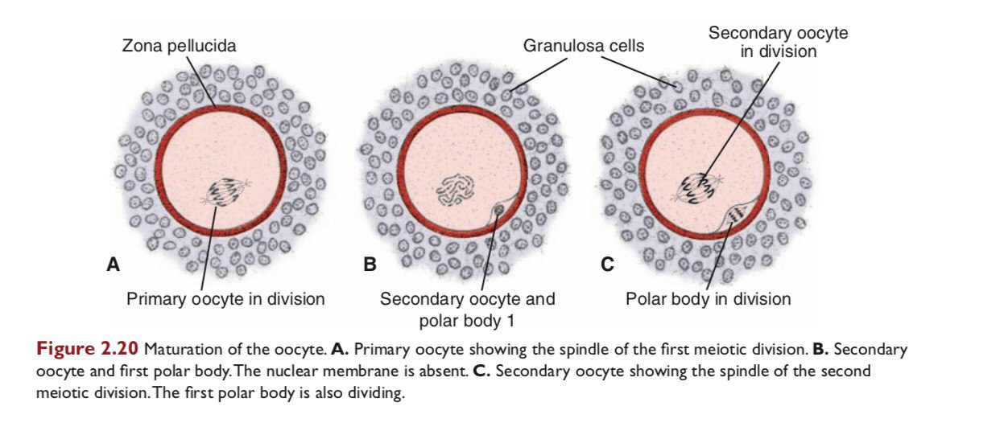 Zona pellucida
Granulosa cells
Secondary oocyte
in division
A
B
C
Primary oocyte in division
Secondary oocyte and
polar body 1
Polar body in division
Figure 2.20 Maturation of the oocyte. A. Primary oocyte showing the spindle of the first meiotic division. B. Secondary
oocyte and first polar body. The nuclear membrane is absent. C. Secondary oocyte showing the spindle of the second
meiotic division. The first polar body is also dividing.